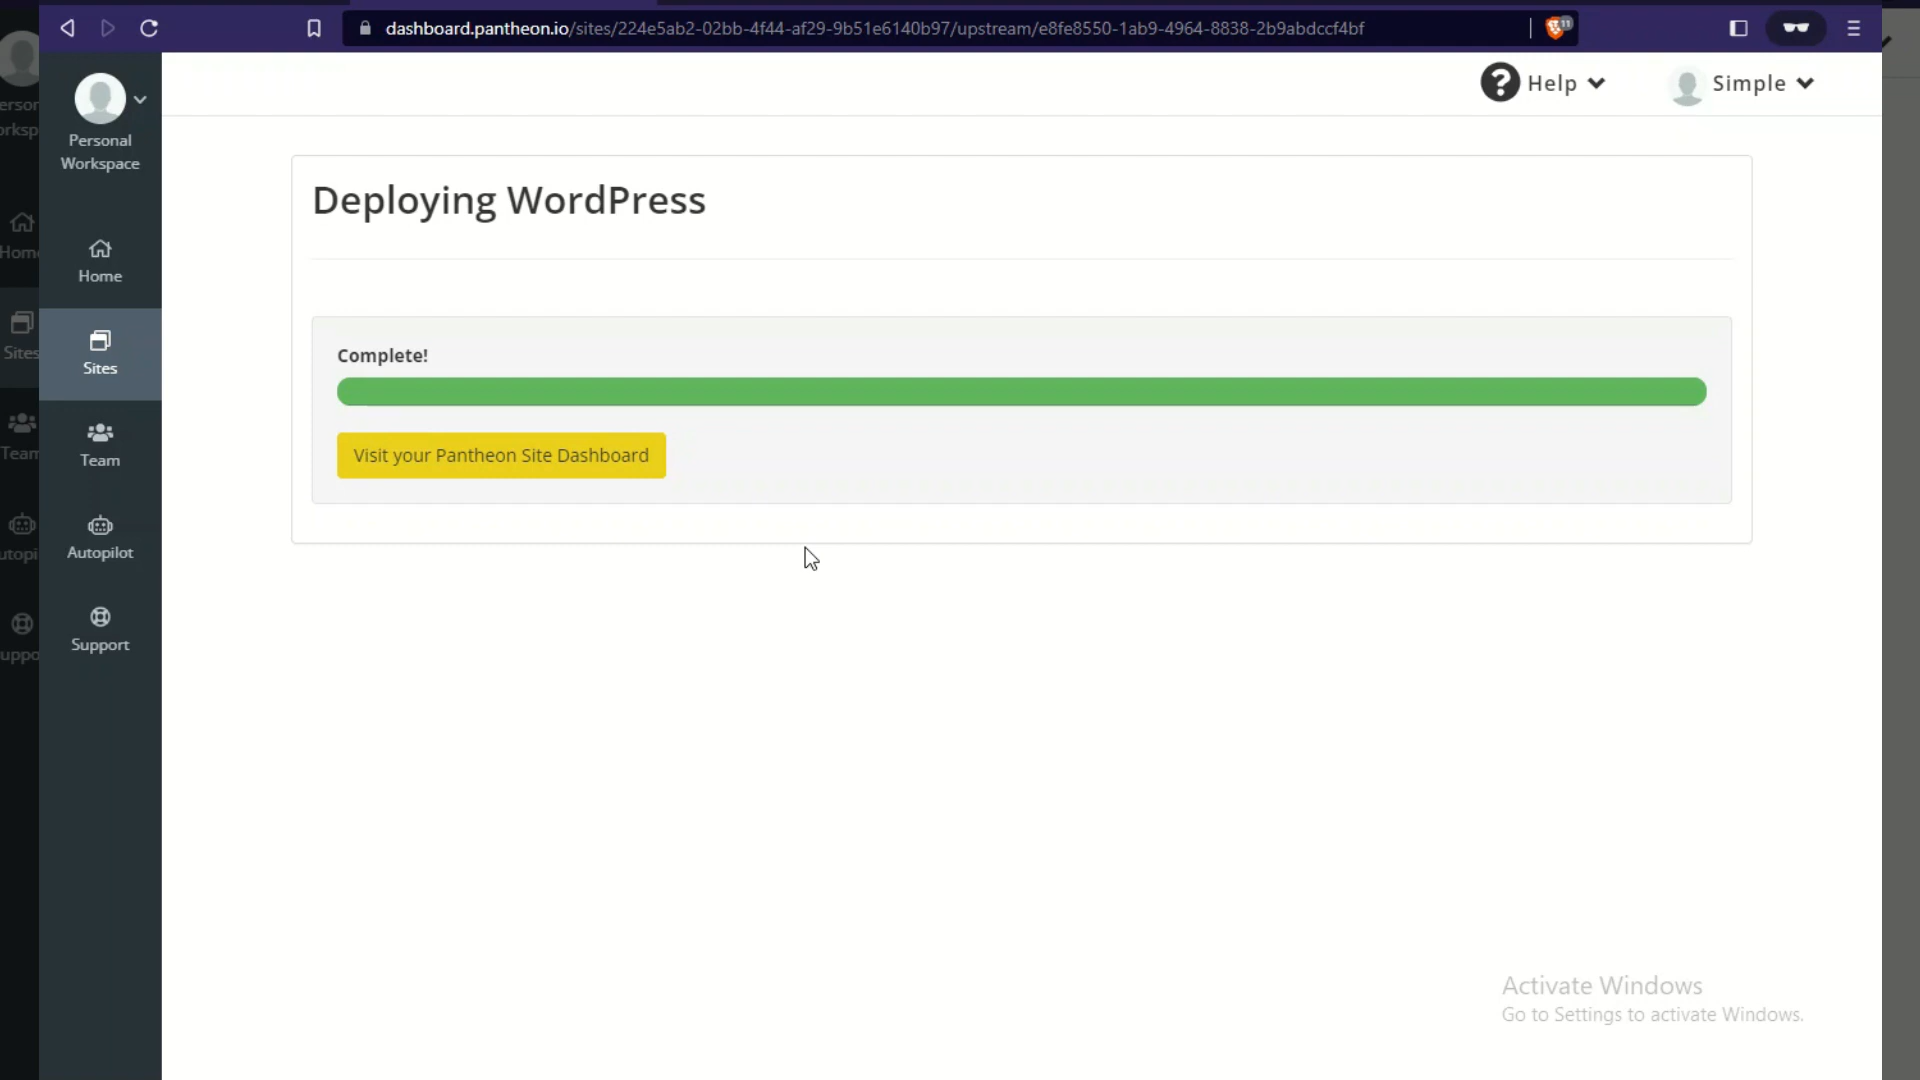 dashboard.pantheon.io/sites/224e5ab2-02bb-4f44-af29-9b51e6140b97/upstream/e8fe8550-1ab9-4964-8838-2b9abdccf4bf
11
Help
Simple
Personal
Workspace
Home
Sites
Team
Autopilot
Support
Deploying WordPress
Complete!
Visit your Pantheon Site Dashboard
Activate Windows
Go to Settings to activate Windows.